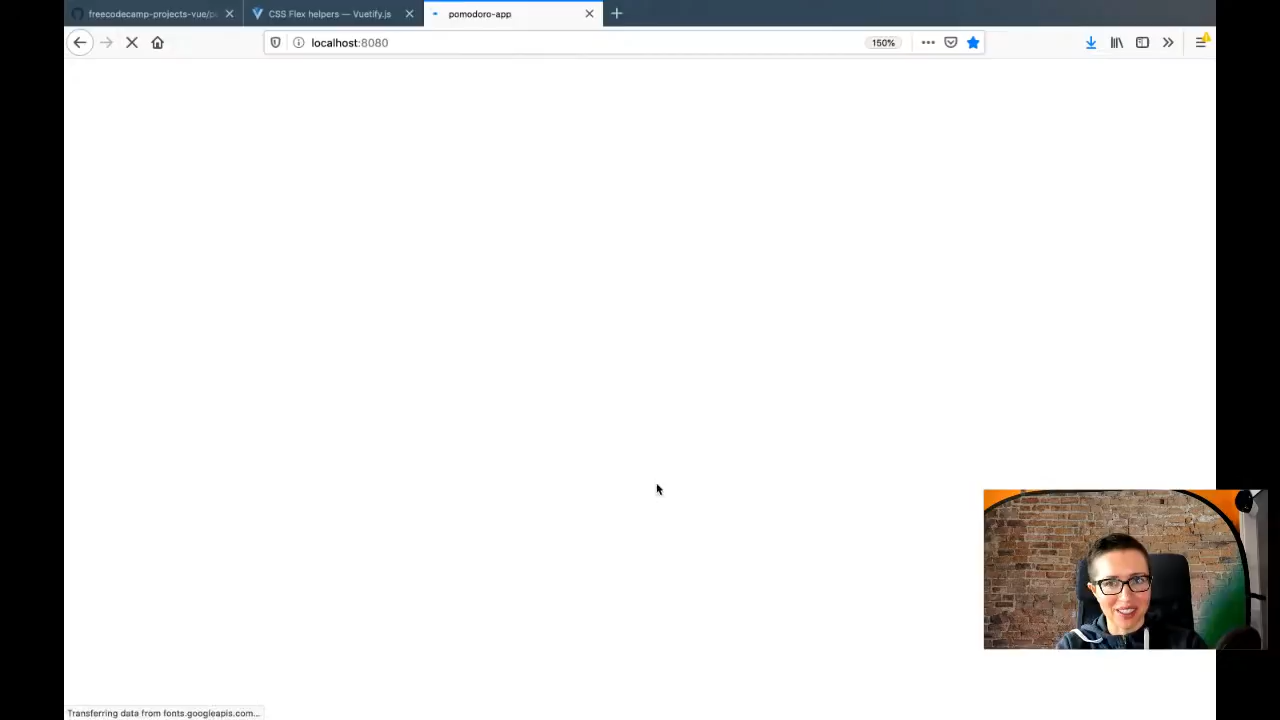 freecodecamp-projects-vue/p
CSS Flex helpers — Vuetify.js
pomodoro-app
localhost:8080
150%
Transferring data from fonts.googleapis.com...